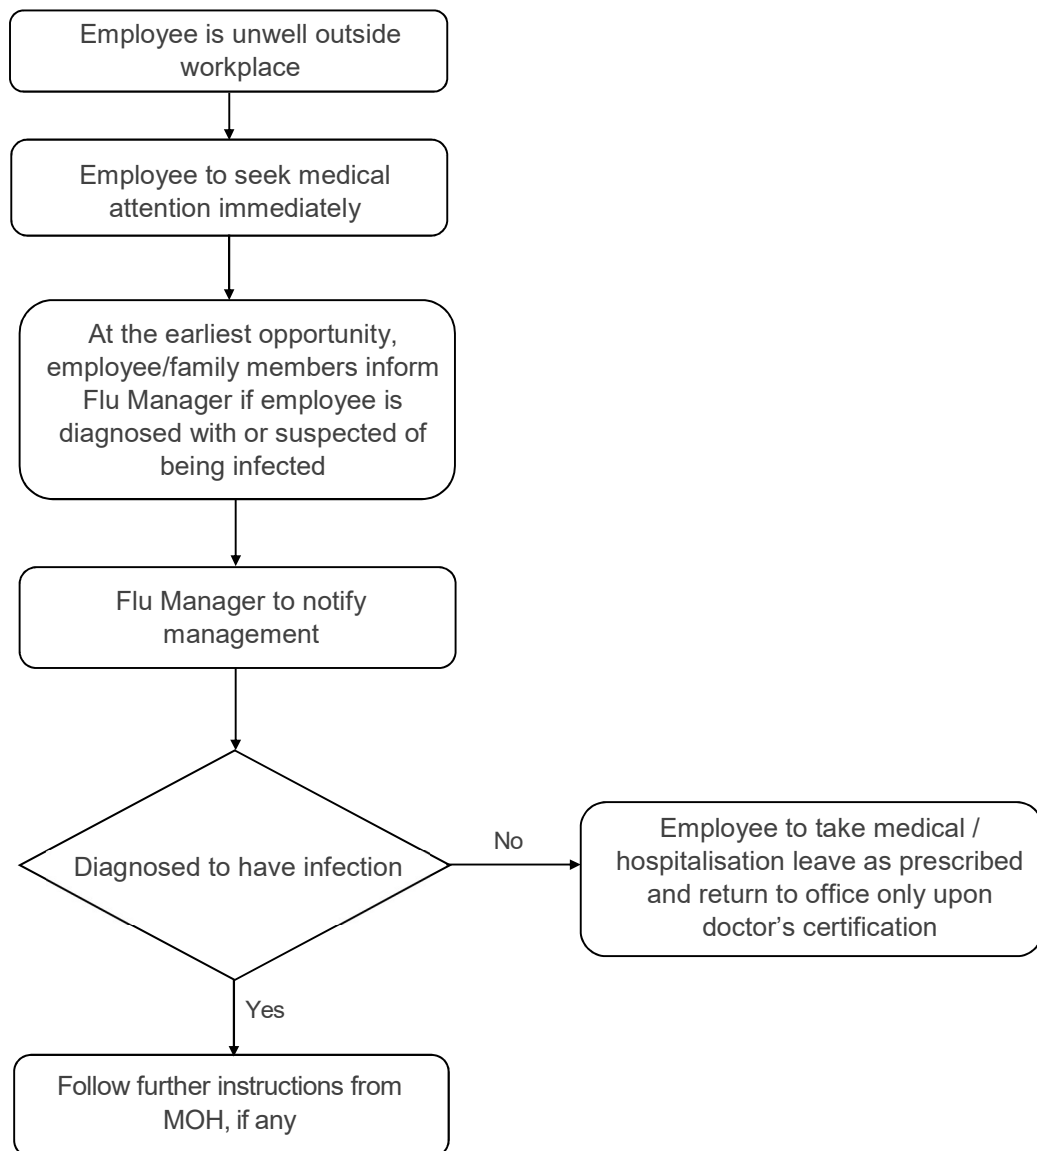 Employee is unwell outside
workplace
Employee to seek medical
attention immediately
At the earliest opportunity,
employee/family members inform
Flu Manager if employee is
diagnosed with or suspected of
being infected
Flu Manager to notify
management
Diagnosed to have infection
No
Employee to take medical /
hospitalisation leave as prescribed
and return to office only upon
doctor’s certification
Yes
Follow further instructions from
MOH, if any